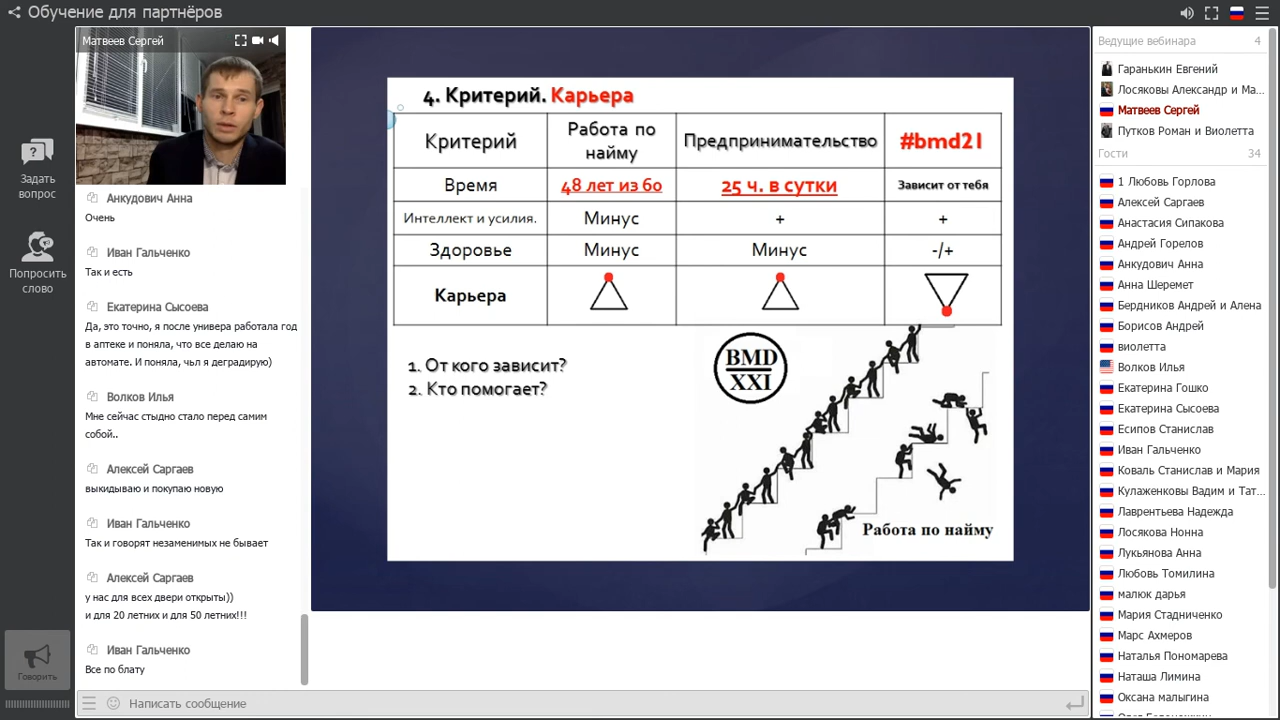 Обучение для партнёров
Матвеев Сергей
Задать
вопрос
Попросить
слово
Говорить
Анкудович Анна
Очень
Иван Гальченко
Так и есть
Екатерина Сысоева
Да, это точно, я после универа работала год
в аптеке и поняла, что все делаю на
автомате. И поняла, чьл я деградирую)
Волков Илья
Мне сейчас стыдно стало перед самим
собой..
Алексей Саргаев
выкидываю и покупаю новую
Иван Гальченко
Так и говорят незаменимых не бывает
Алексей Саргаев
у нас для всех двери открыты))
и для 20 летних и для 50 летних!!!
Иван Гальченко
Все по блату
Написать сообщение
4. Критерий. Карьера
Критерий
Работа по
найму
Предпринимательство
#bmd21
Время
48 лет из 60
25 ч. в сутки
Зависит от тебя
Интеллект и усилия.
Минус
+
+
Здоровье
Минус
Минус
-/+
Карьера
1. От кого зависит?
2. Кто помогает?
BMD
XXI
Работа по найму
Ведущие вебинара 4
Гаранькин Евгений
Лосяковы Александр и Ма...
Матвеев Сергей
Путков Роман и Виолетта
Гости 34
1 Любовь Горлова
Алексей Саргаев
Анастасия Сипакова
Андрей Горелов
Анкудович Анна
Анна Шеремет
Бердников Андрей и Алена
Борисов Андрей
виолетта
Волков Илья
Екатерина Гошко
Екатерина Сысоева
Есипов Станислав
Иван Гальченко
Коваль Станислав и Мария
Кулаженковы Вадим и Тат...
Лаврентьева Надежда
Лосякова Нонна
Лукьянова Анна
Любовь Томилина
малюк дарья
Мария Стадниченко
Марс Ахмеров
Наталья Пономарева
Наташа Лимина
Оксана малыгина